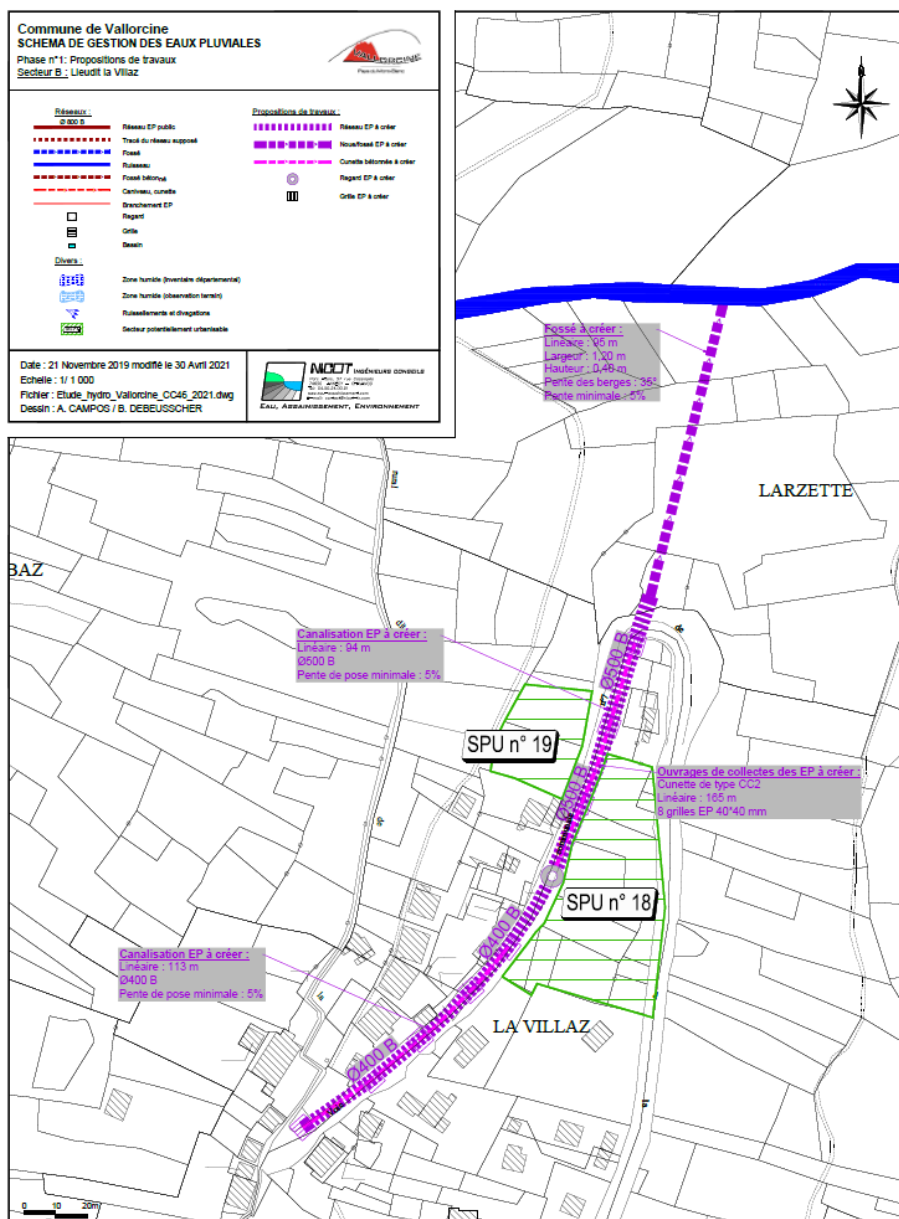 Commune de Vallorcine
SCHEMA DE GESTION DES EAUX PLUVIALES
Phase n°1: Propositions de travaux
Secteur B : Lieudit la Villaz
VALLORCINE
Réseaux :
Ø 800 B
Réseau EP public
Tracé du réseau supposé
Fossé
Ruisseau
Fossé bétonné
Caniveau, cunette
Branchement EP
Regard
Grille
Bassin
Propositions de travaux :
Réseau EP à créer
Noue/fossé EP à créer
Cunette bétonnée à créer
Regard EP à créer
Grille EP à créer
Divers :
Zone humide (inventaire départemental)
Zone humide (observation terrain)
Ruissellements et divagations
Secteur potentiellement urbanisable
Date : 21 Novembre 2019 modifié le 30 Avril 2021
Echelle : 1/ 1 000
Fichier : Etude_hydro_Vallorcine_CC46_2021.dwg
Dessin : A. CAMPOS / B. DEBEUSSCHER
NICOT INGÉNIEURS CONSEILS
EAU, ASSAINISSEMENT, ENVIRONNEMENT
Fossé à créer :
Linéaire : 95 m
Largeur : 1,20 m
Hauteur : 0,40 m
Pente des berges : 35°
Pente minimale : 5%
rural
LARZETTE
BAZ
de
Canalisation EP à créer :
Linéaire : 94 m
Ø500 B
Pente de pose minimale : 5%
Ø500 B
La
SPU n° 19
Ouvrages de collectes des EP à créer :
Cunette de type CC2
Linéaire : 165 m
8 grilles EP 40*40 mm
Ø500 B
de
SPU n° 18
Ø400 B
Canalisation EP à créer :
Linéaire : 113 m
Ø400 B
Pente de pose minimale : 5%
la
LA VILLAZ
Ø400 B
la
0 10 20m